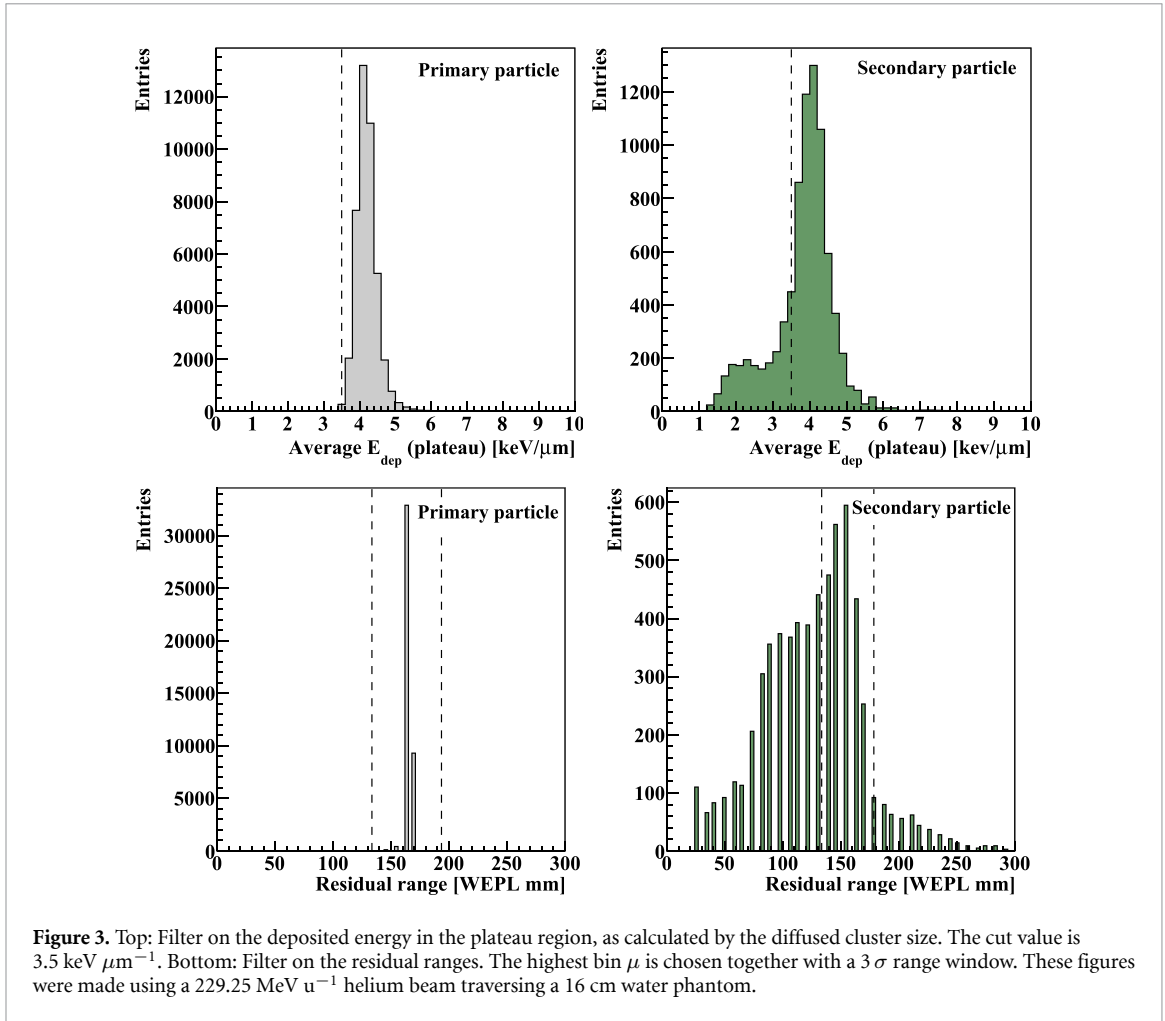 Entries
Primary particle
12000
10000
8000
6000
4000
2000
0
0 1 2 3 4 5 6 7 8 9 10
Average E_dep (plateau) [keV/μm]
Entries
Secondary particle
1200
1000
800
600
400
200
0
0 1 2 3 4 5 6 7 8 9 10
Average E_dep (plateau) [kev/μm]
Entries
Primary particle
30000
25000
20000
15000
10000
5000
0
0 50 100 150 200 250 300
Residual range [WEPL mm]
Entries
Secondary particle
600
500
400
300
200
100
0
0 50 100 150 200 250 300
Residual range [WEPL mm]
Figure 3. Top: Filter on the deposited energy in the plateau region, as calculated by the diffused cluster size. The cut value is
3.5 keV μm⁻¹. Bottom: Filter on the residual ranges. The highest bin μ is chosen together with a 3 σ range window. These figures
were made using a 229.25 MeV u⁻¹ helium beam traversing a 16 cm water phantom.